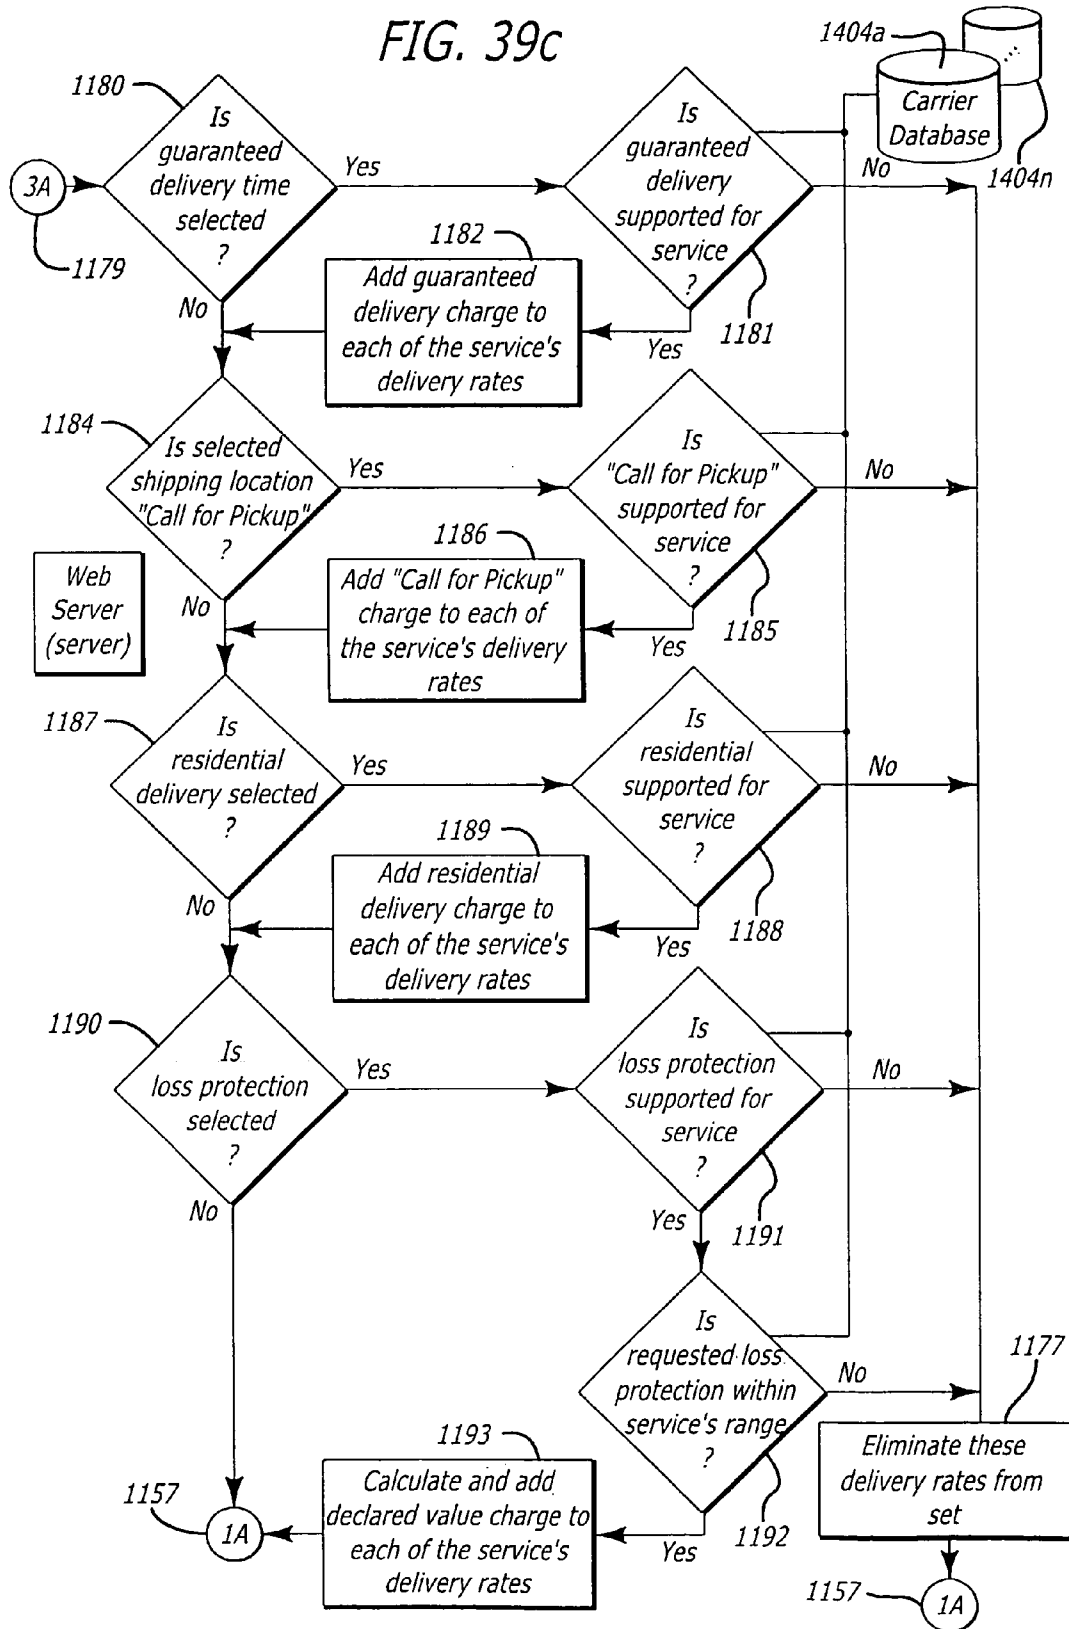 FIG. 39c
1404a
Carrier
Database
1404n
1180
Is
guaranteed
delivery time
selected
?
3A
1179
Yes
No
Is
guaranteed
delivery
supported for
service
?
1181
No
Yes
1182
Add guaranteed
delivery charge to
each of the service's
delivery rates
1184
Is selected
shipping location
"Call for Pickup"
?
Yes
No
Is
"Call for Pickup"
supported for
service
?
1185
No
Yes
1186
Add "Call for Pickup"
charge to each of
the service's delivery
rates
Web
Server
(server)
1187
Is
residential
delivery selected
?
Yes
No
Is
residential
supported for
service
?
1188
No
Yes
1189
Add residential
delivery charge to
each of the service's
delivery rates
1190
Is
loss protection
selected
?
Yes
No
Is
loss protection
supported for
service
?
1191
No
Yes
Is
requested loss
protection within
service's range
?
1192
No
Yes
1177
Eliminate these
delivery rates from
set
1193
Calculate and add
declared value charge to
each of the service's
delivery rates
1157
1A
1157
1A